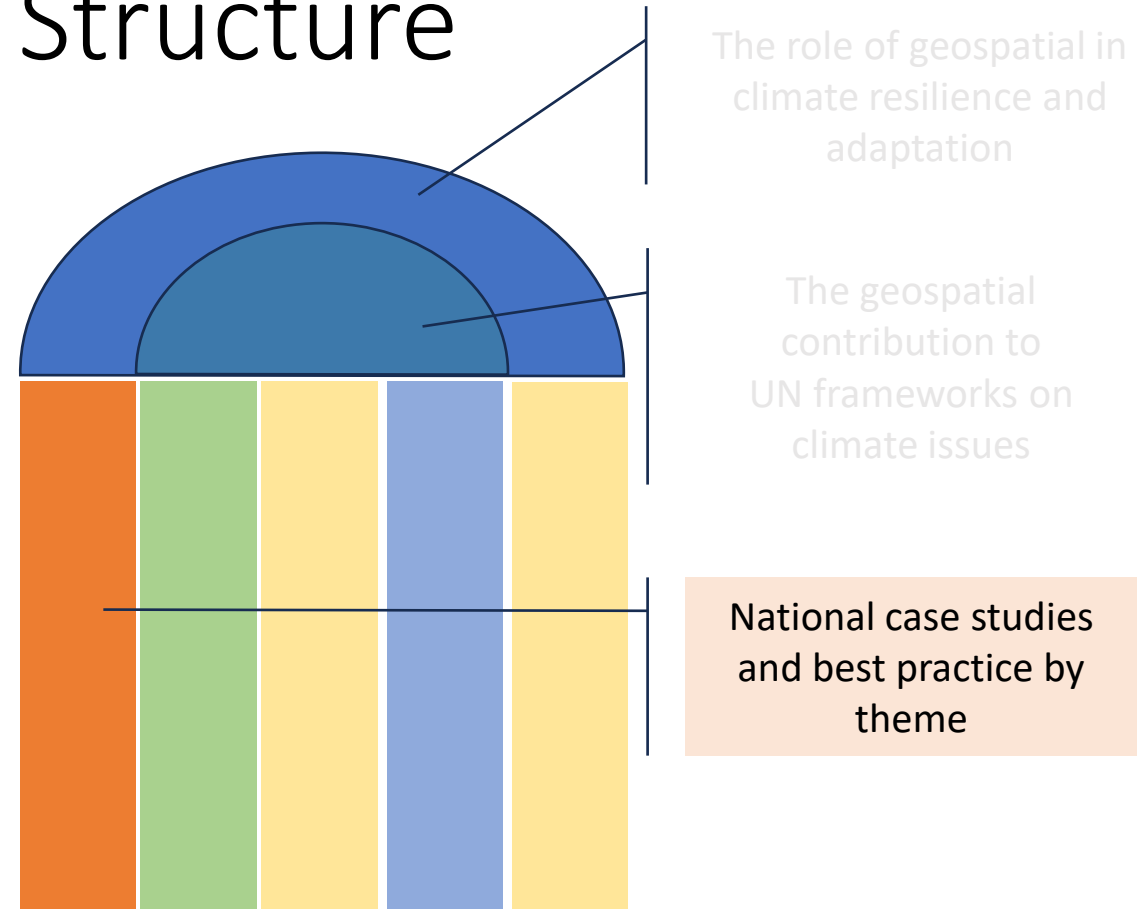 Structure
The role of geospatial in
climate resilience and
adaptation
The geospatial
contribution to
UN frameworks on
climate issues
National case studies
and best practice by
theme